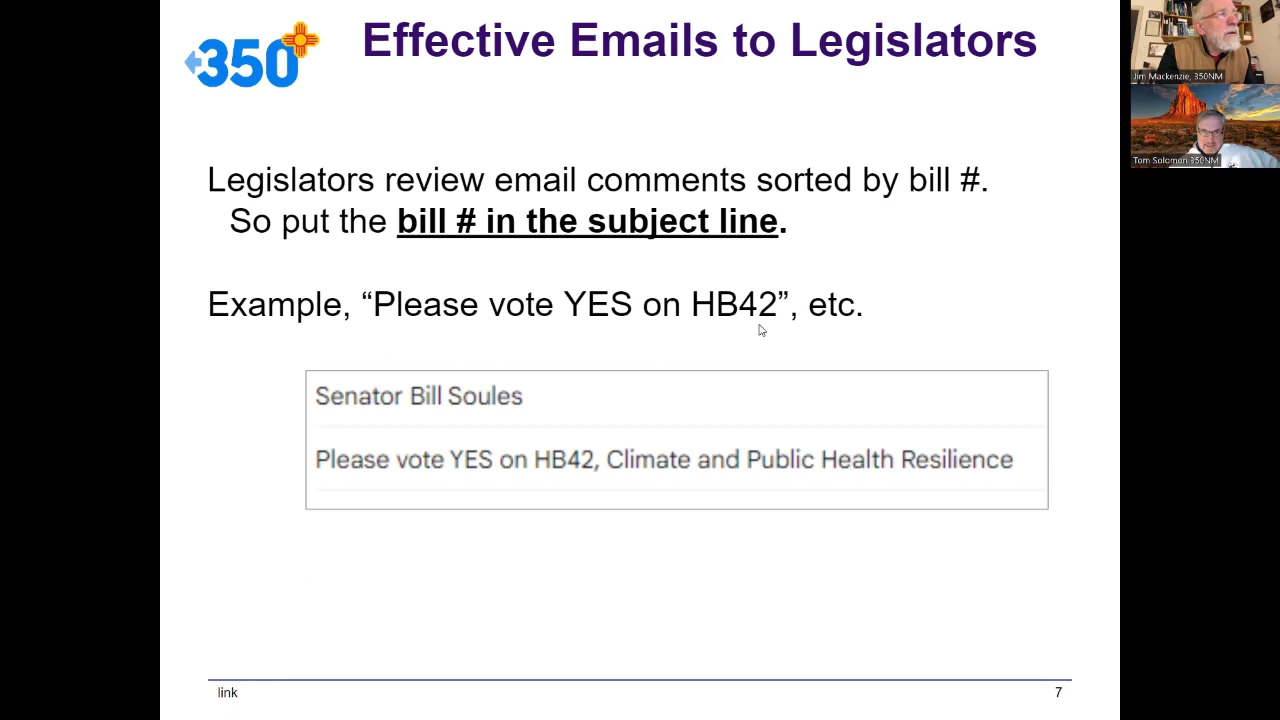 350
Effective Emails to Legislators
Legislators review email comments sorted by bill #.
So put the bill # in the subject line.
Example, “Please vote YES on HB42”, etc.
Senator Bill Soules
Please vote YES on HB42, Climate and Public Health Resilience
link
7
Jim Mackenzie, 350NM
Tom Solomon 350NM